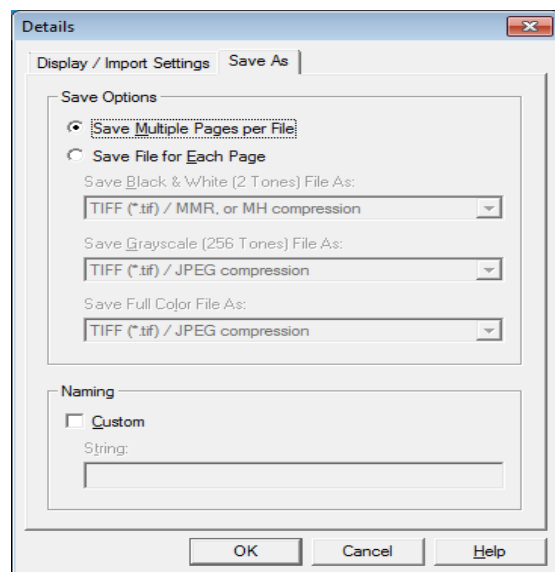 Details
Display / Import Settings
Save As
Save Options
Save Multiple Pages per File
Save File for Each Page
Save Black & White (2 Tones) File As:
TIFF (*.tif) / MMR, or MH compression
Save Grayscale (256 Tones) File As:
TIFF (*.tif) / JPEG compression
Save Full Color File As:
TIFF (*.tif) / JPEG compression
Naming
Custom
String:
OK Cancel Help